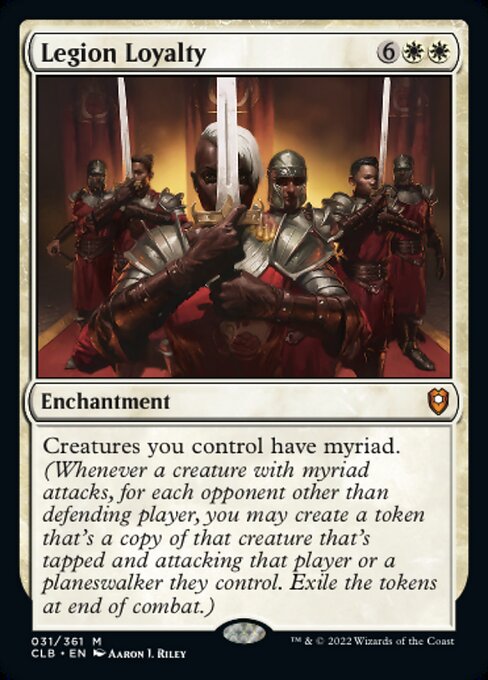 Legion Loyalty 6
Enchantment
Creatures you control have myriad.
(Whenever a creature with myriad
attacks, for each opponent other than
defending player, you may create a token
that's a copy of that creature that's
tapped and attacking that player or a
planeswalker they control. Exile the tokens
at end of combat.)
031/361 M
CLB • EN Aaron J. Riley
™ & © 2022 Wizards of the Coast